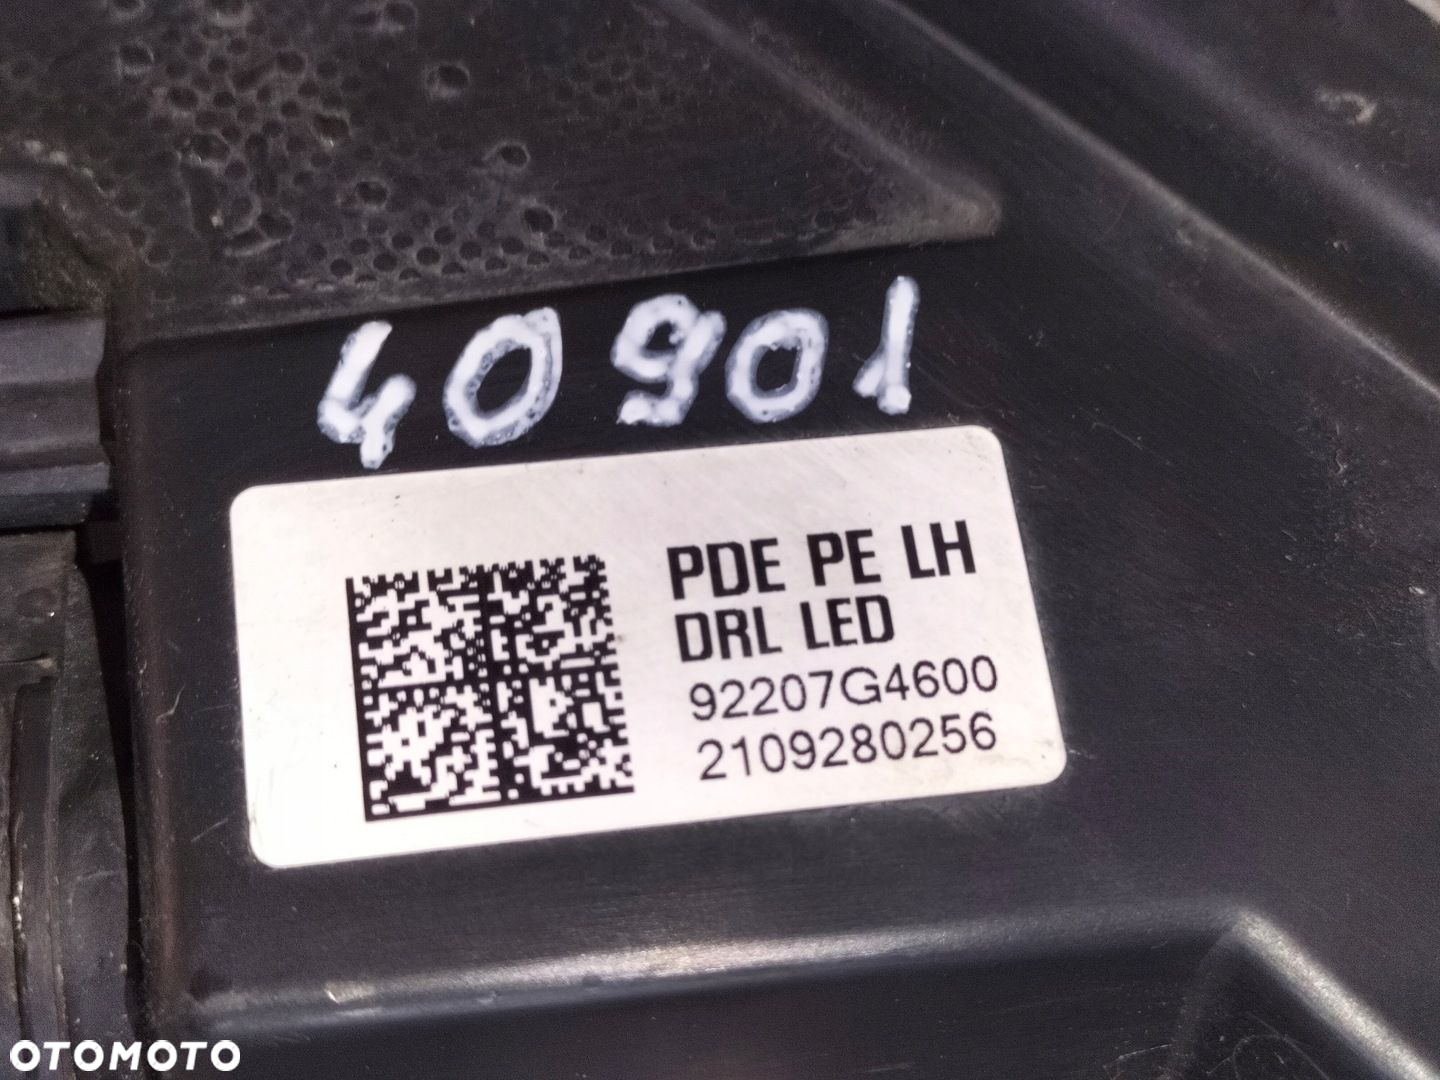 40901
PDE PE LH
DRL LED
92207G4600
2109280256
OTOMOTO